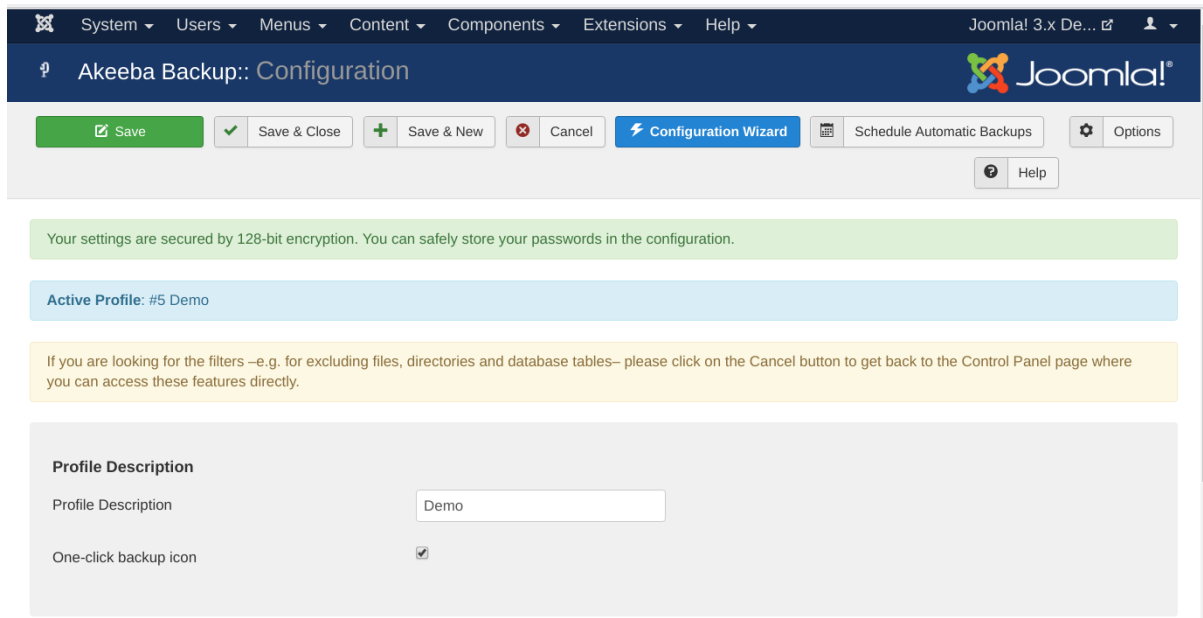 System Users Menus Content Components Extensions Help Joomla! 3.x De...
Akeeba Backup:: Configuration Joomla!®
Save Save & Close Save & New Cancel Configuration Wizard Schedule Automatic Backups Options
Help
Your settings are secured by 128-bit encryption. You can safely store your passwords in the configuration.
Active Profile: #5 Demo
If you are looking for the filters –e.g. for excluding files, directories and database tables– please click on the Cancel button to get back to the Control Panel page where
you can access these features directly.
Profile Description
Profile Description Demo
One-click backup icon